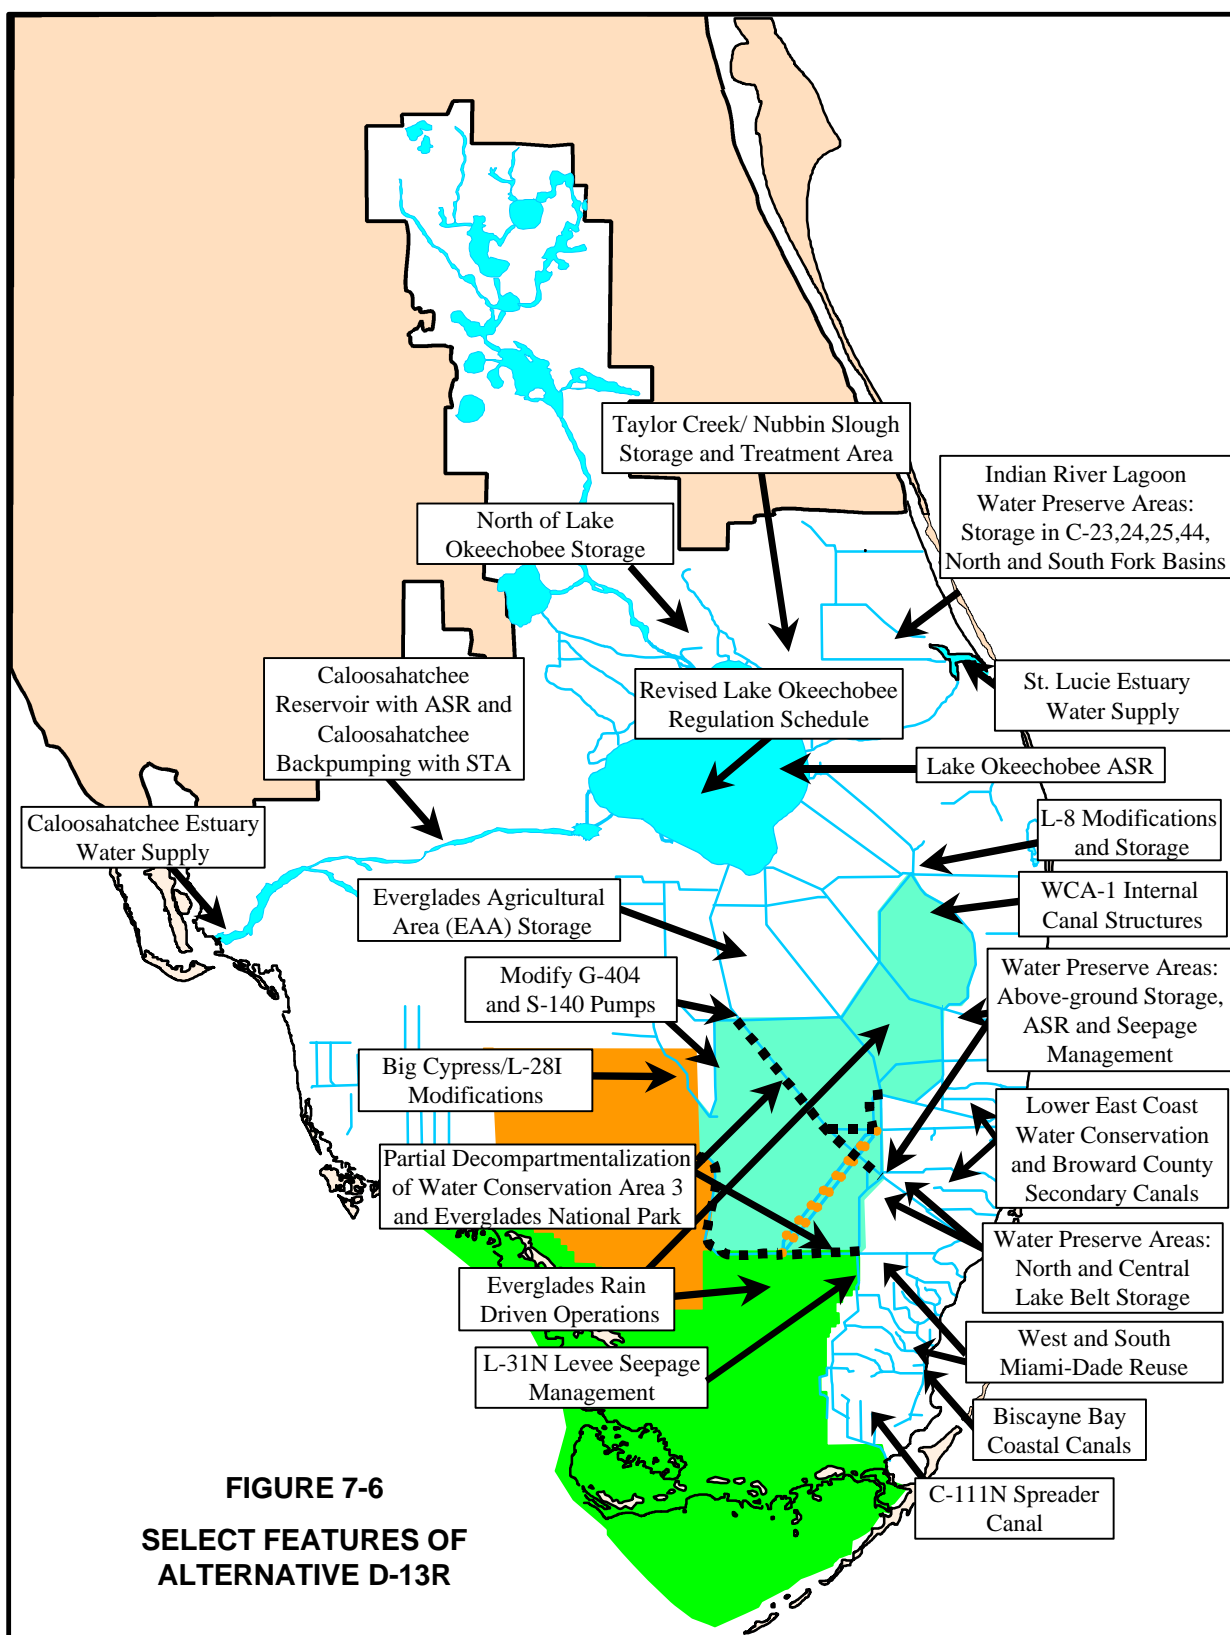 Taylor Creek/ Nubbin Slough
Storage and Treatment Area
Indian River Lagoon
Water Preserve Areas:
Storage in C-23,24,25,44,
North and South Fork Basins
North of Lake
Okeechobee Storage
Caloosahatchee
Reservoir with ASR and
Caloosahatchee
Backpumping with STA
Revised Lake Okeechobee
Regulation Schedule
St. Lucie Estuary
Water Supply
Lake Okeechobee ASR
Caloosahatchee Estuary
Water Supply
L-8 Modifications
and Storage
Everglades Agricultural
Area (EAA) Storage
WCA-1 Internal
Canal Structures
Modify G-404
and S-140 Pumps
Water Preserve Areas:
Above-ground Storage,
ASR and Seepage
Management
Big Cypress/L-28I
Modifications
Lower East Coast
Water Conservation
and Broward County
Secondary Canals
Partial Decompartmentalization
of Water Conservation Area 3
and Everglades National Park
Water Preserve Areas:
North and Central
Lake Belt Storage
Everglades Rain
Driven Operations
West and South
Miami-Dade Reuse
L-31N Levee Seepage
Management
Biscayne Bay
Coastal Canals
C-111N Spreader
Canal
FIGURE 7-6
SELECT FEATURES OF
ALTERNATIVE D-13R